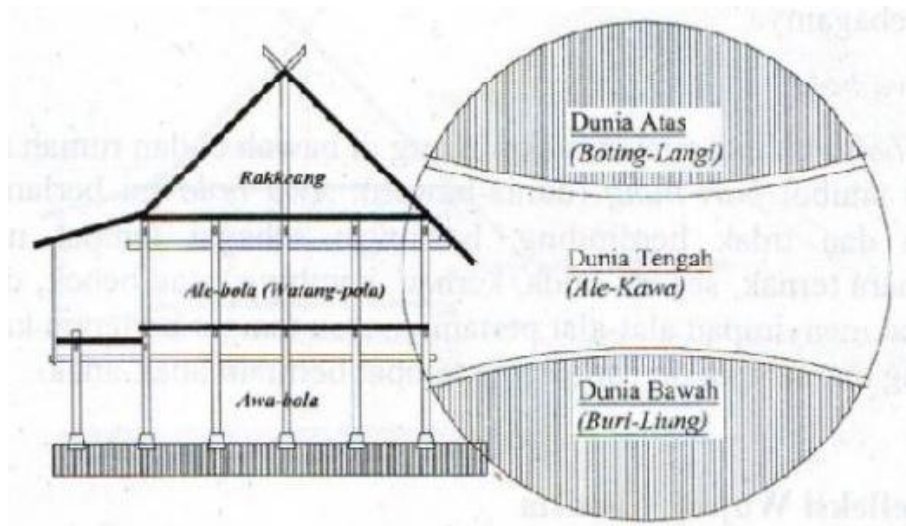 Rakkeang
Ale-bola (Watang-pola)
Awa-bola
Dunia Atas
(Boting-Langi)
Dunia Tengah
(Ale-Kawa)
Dunia Bawah
(Buri-Liung)